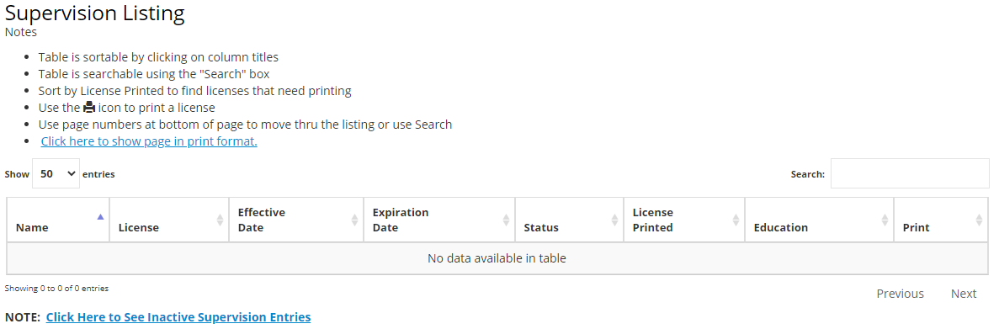 Supervision Listing
Notes
Table is sortable by clicking on column titles
Table is searchable using the "Search" box
Sort by License Printed to find licenses that need printing
Use the icon to print a license
Use page numbers at bottom of page to move thru the listing or use Search
Click here to show page in print format.
Show 50 entries Search:
Name License Effective Date Expiration Date Status License Printed Education Print
No data available in table
Showing 0 to 0 of 0 entries
Previous Next
NOTE: Click Here to See Inactive Supervision Entries